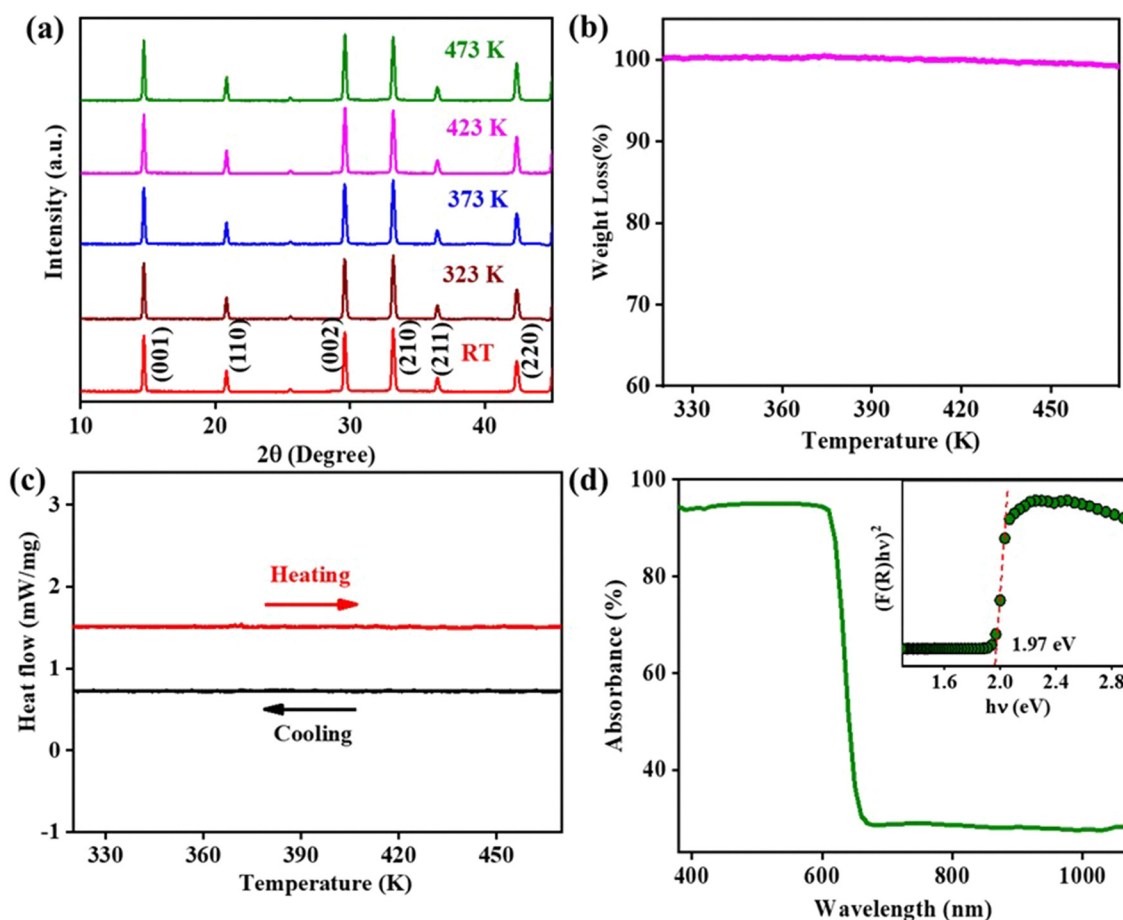 (a)
473 K
423 K
373 K
323 K
RT
(001)
(110)
(002)
(210)
(211)
(220)
Intensity (a.u.)
10
20
30
40
2θ (Degree)
(b)
100
90
80
70
60
Weight Loss(%)
330
360
390
420
450
Temperature (K)
(c)
3
2
1
0
-1
Heat flow (mW/mg)
Heating
Cooling
330
360
390
420
450
Temperature (K)
(d)
100
80
60
40
Absorbance (%)
400
600
800
1000
Wavelength (nm)
(F(R)hν)2
1.97 eV
1.6
2.0
2.4
2.8
hν (eV)